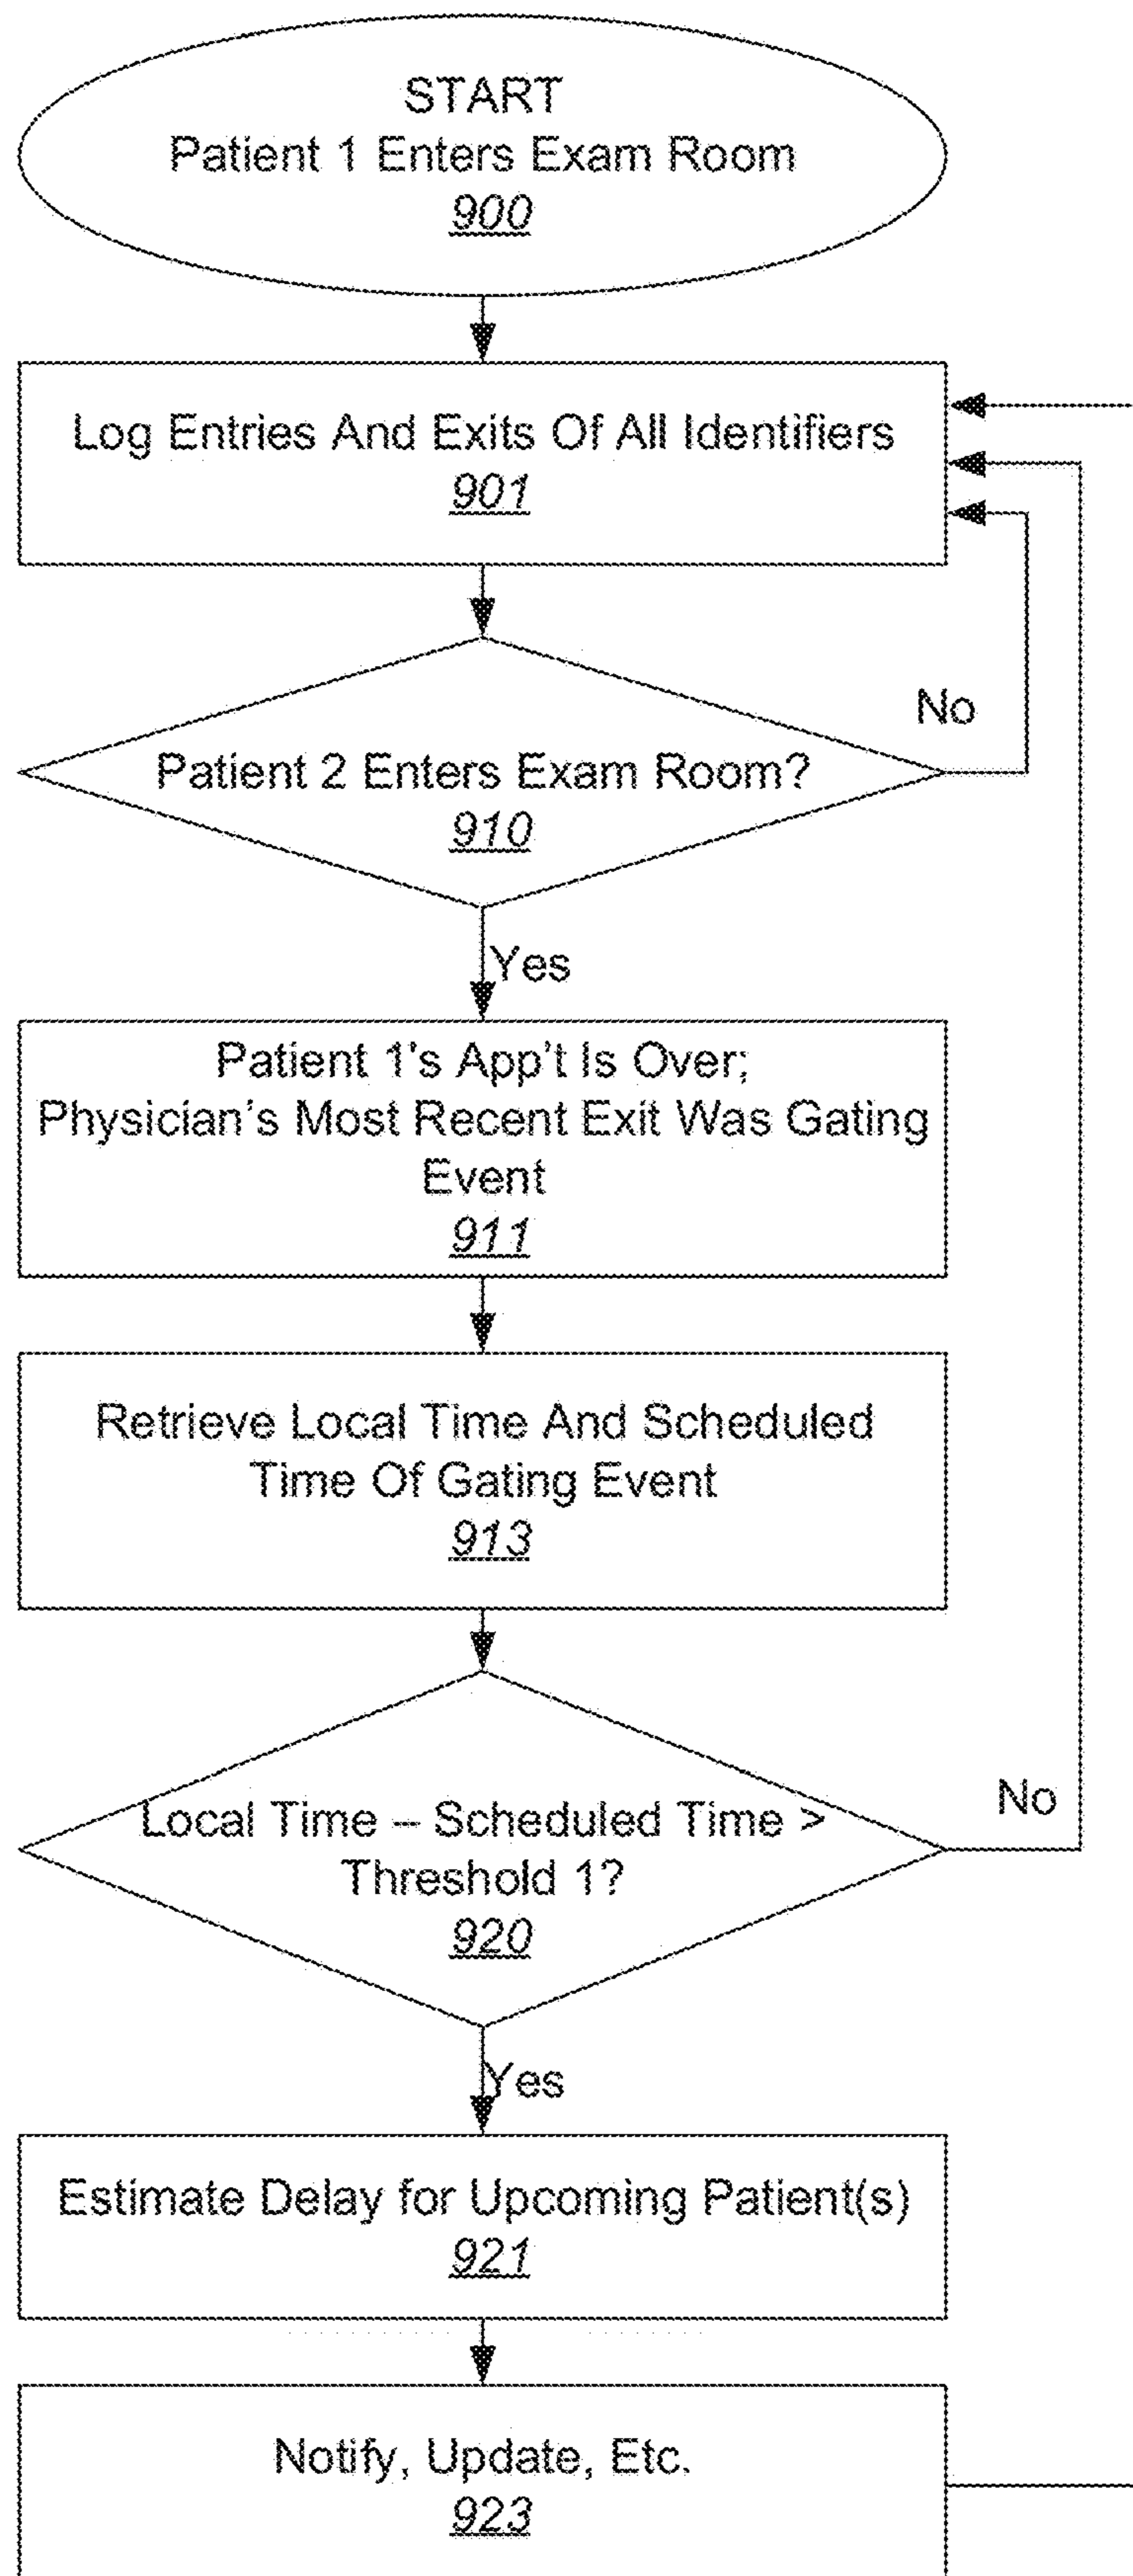 START
Patient 1 Enters Exam Room
900
Log Entries And Exits Of All Identifiers
901
No
Patient 2 Enters Exam Room?
910
Yes
Patient 1's App't Is Over;
Physician's Most Recent Exit Was Gating
Event
911
Retrieve Local Time And Scheduled
Time Of Gating Event
913
No
Local Time – Scheduled Time >
Threshold 1?
920
Yes
Estimate Delay for Upcoming Patient(s)
921
Notify, Update, Etc.
923